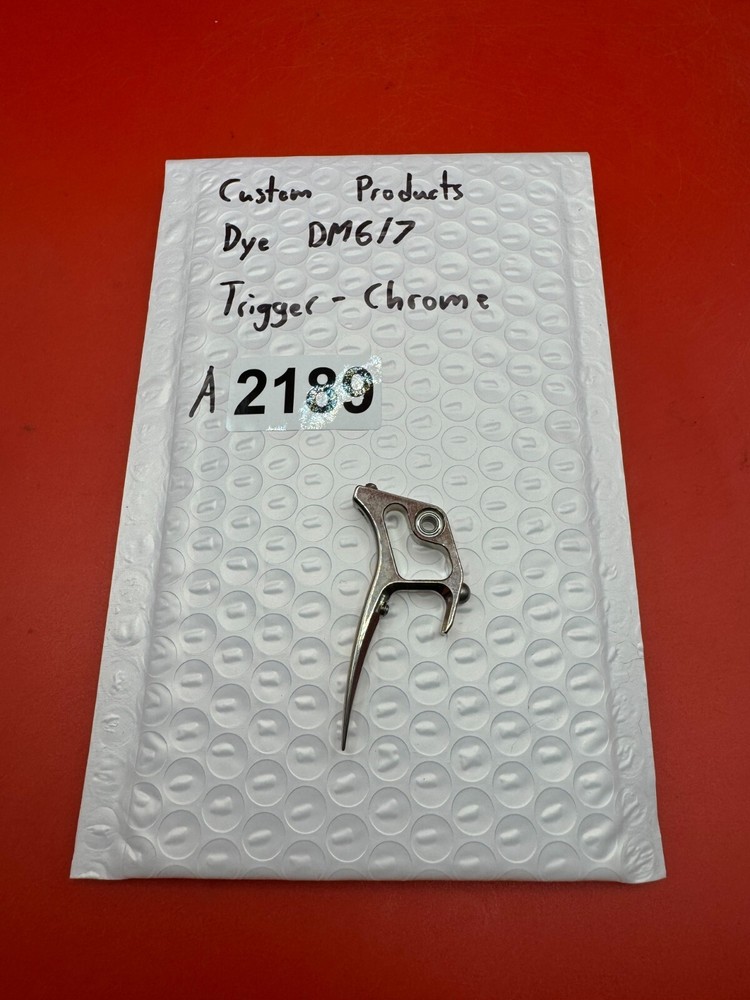 Custom Products
Dye DM6/7
Trigger - Chrome
A 2189